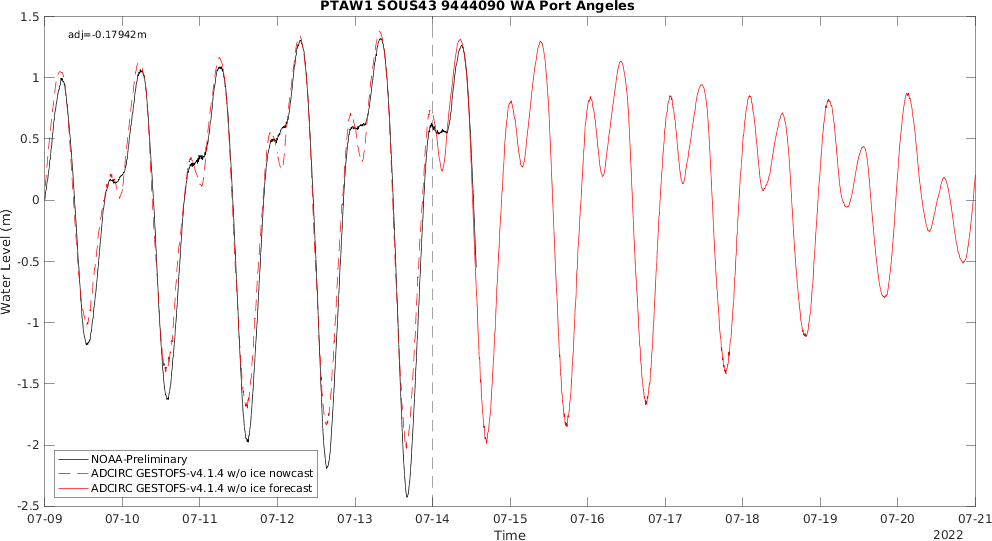 PTAW1 SOUS43 9444090 WA Port Angeles
adj=-0.17942m
1.5
1
0.5
0
-0.5
-1
-1.5
-2
-2.5
Water Level (m)
NOAA-Preliminary
ADCIRC GESTOFS-v4.1.4 w/o ice nowcast
ADCIRC GESTOFS-v4.1.4 w/o ice forecast
07-09 07-10 07-11 07-12 07-13 07-14 07-15 07-16 07-17 07-18 07-19 07-20 07-21
Time
2022